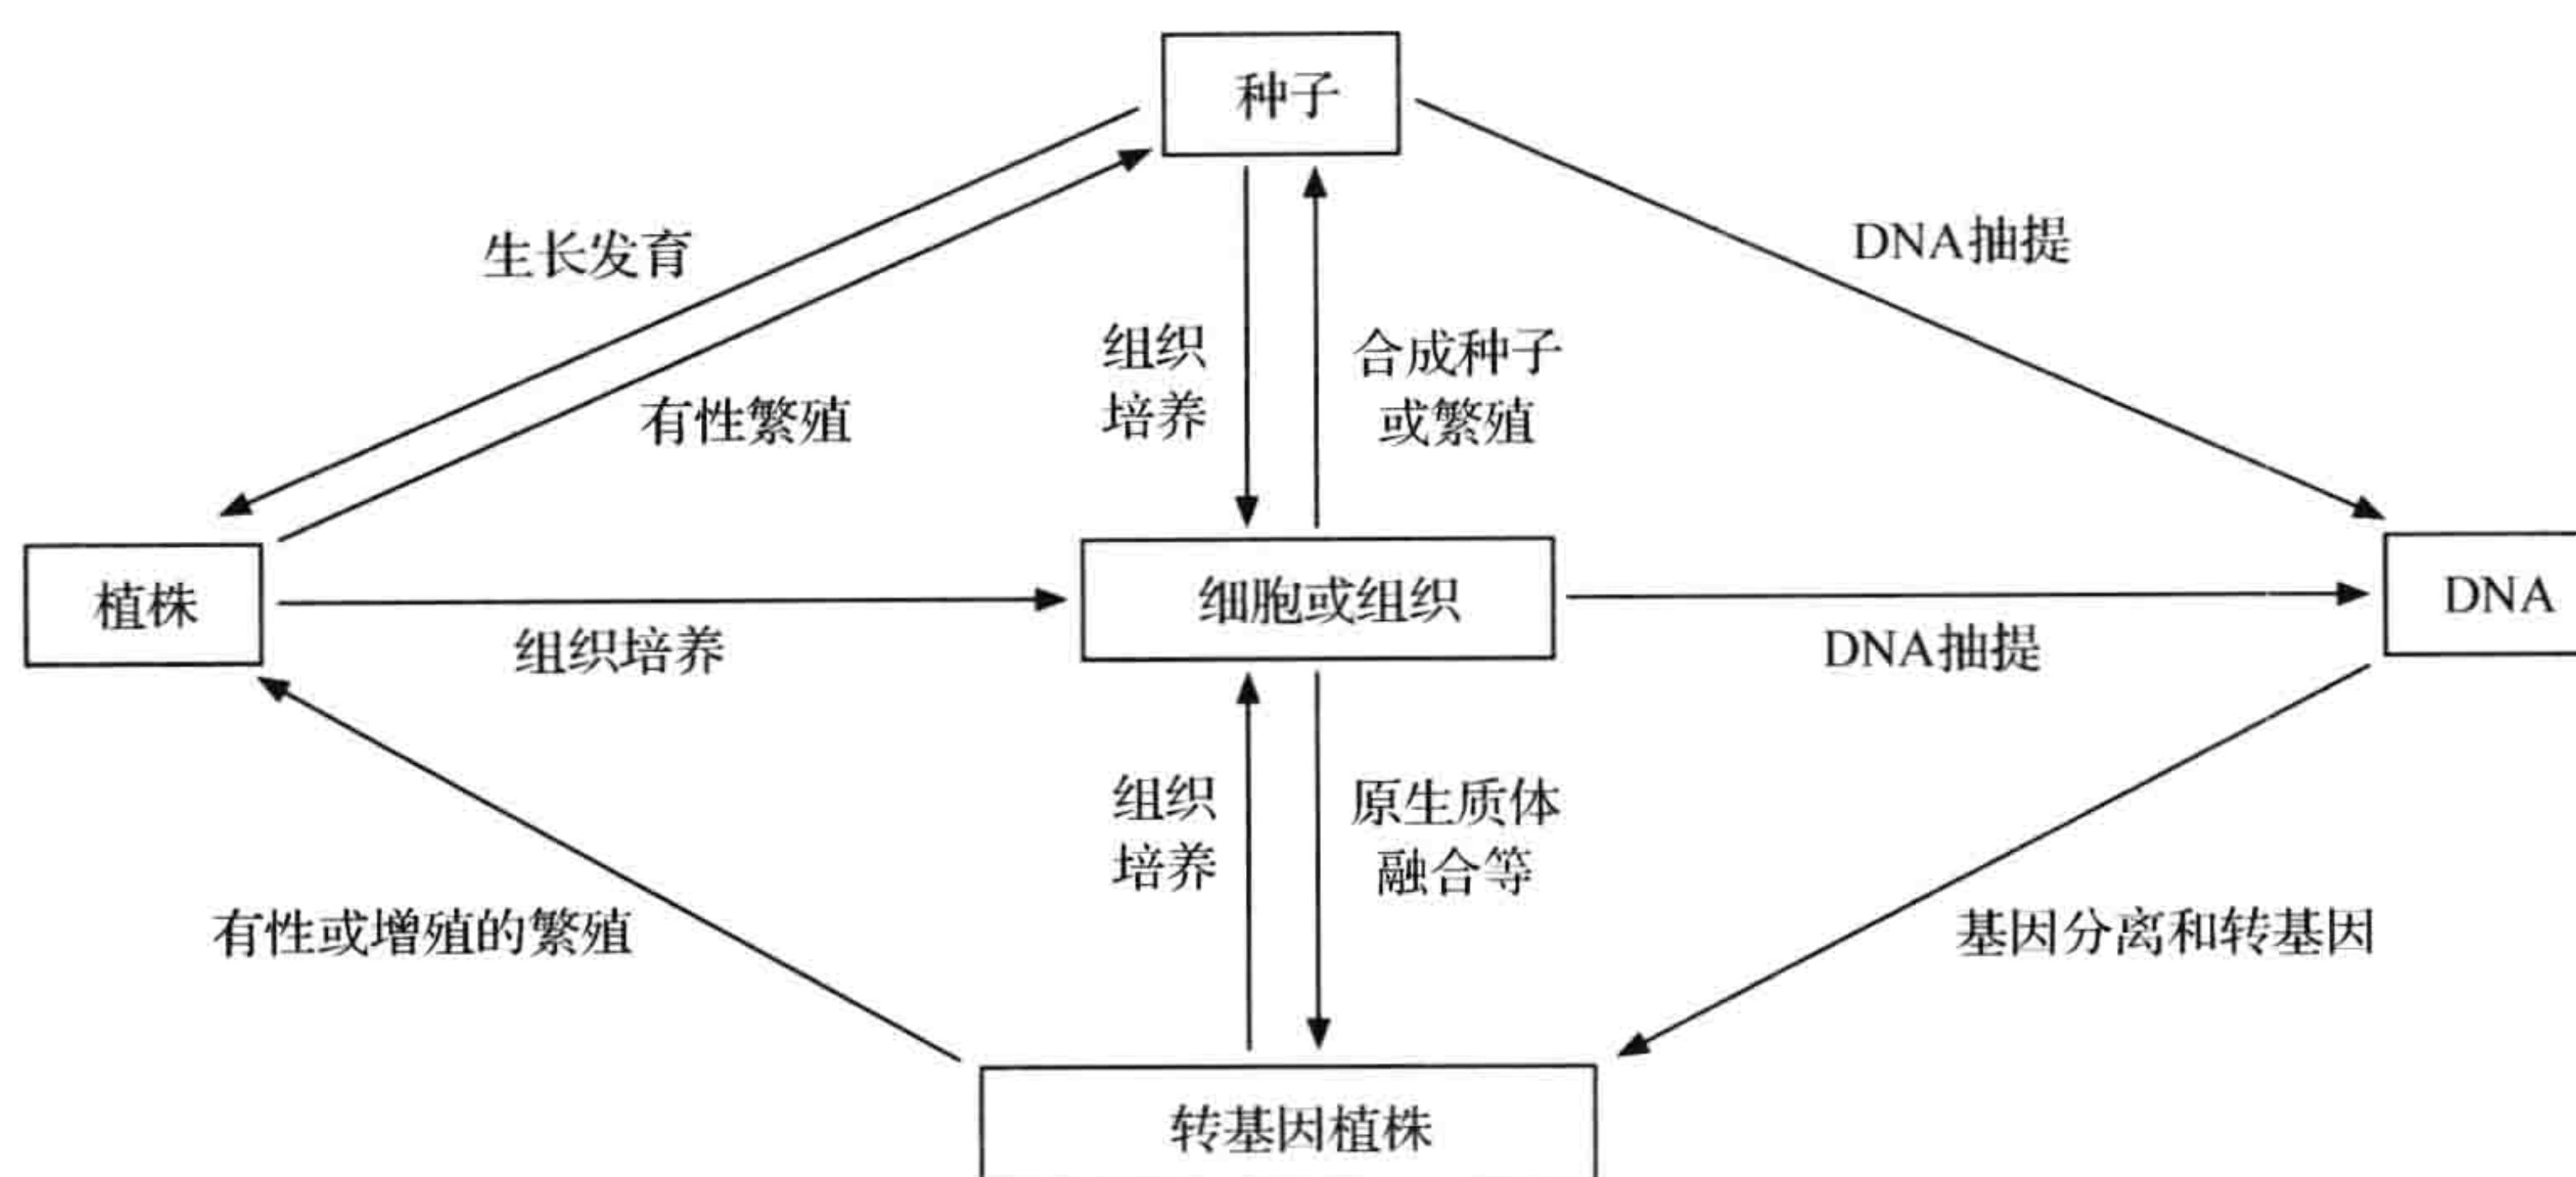 种子
生长发育
DNA抽提
组织
培养
合成种子
或繁殖
有性繁殖
植株
组织培养
细胞或组织
DNA抽提
DNA
组织
培养
原生质体
融合等
有性或增殖的繁殖
基因分离和转基因
转基因植株